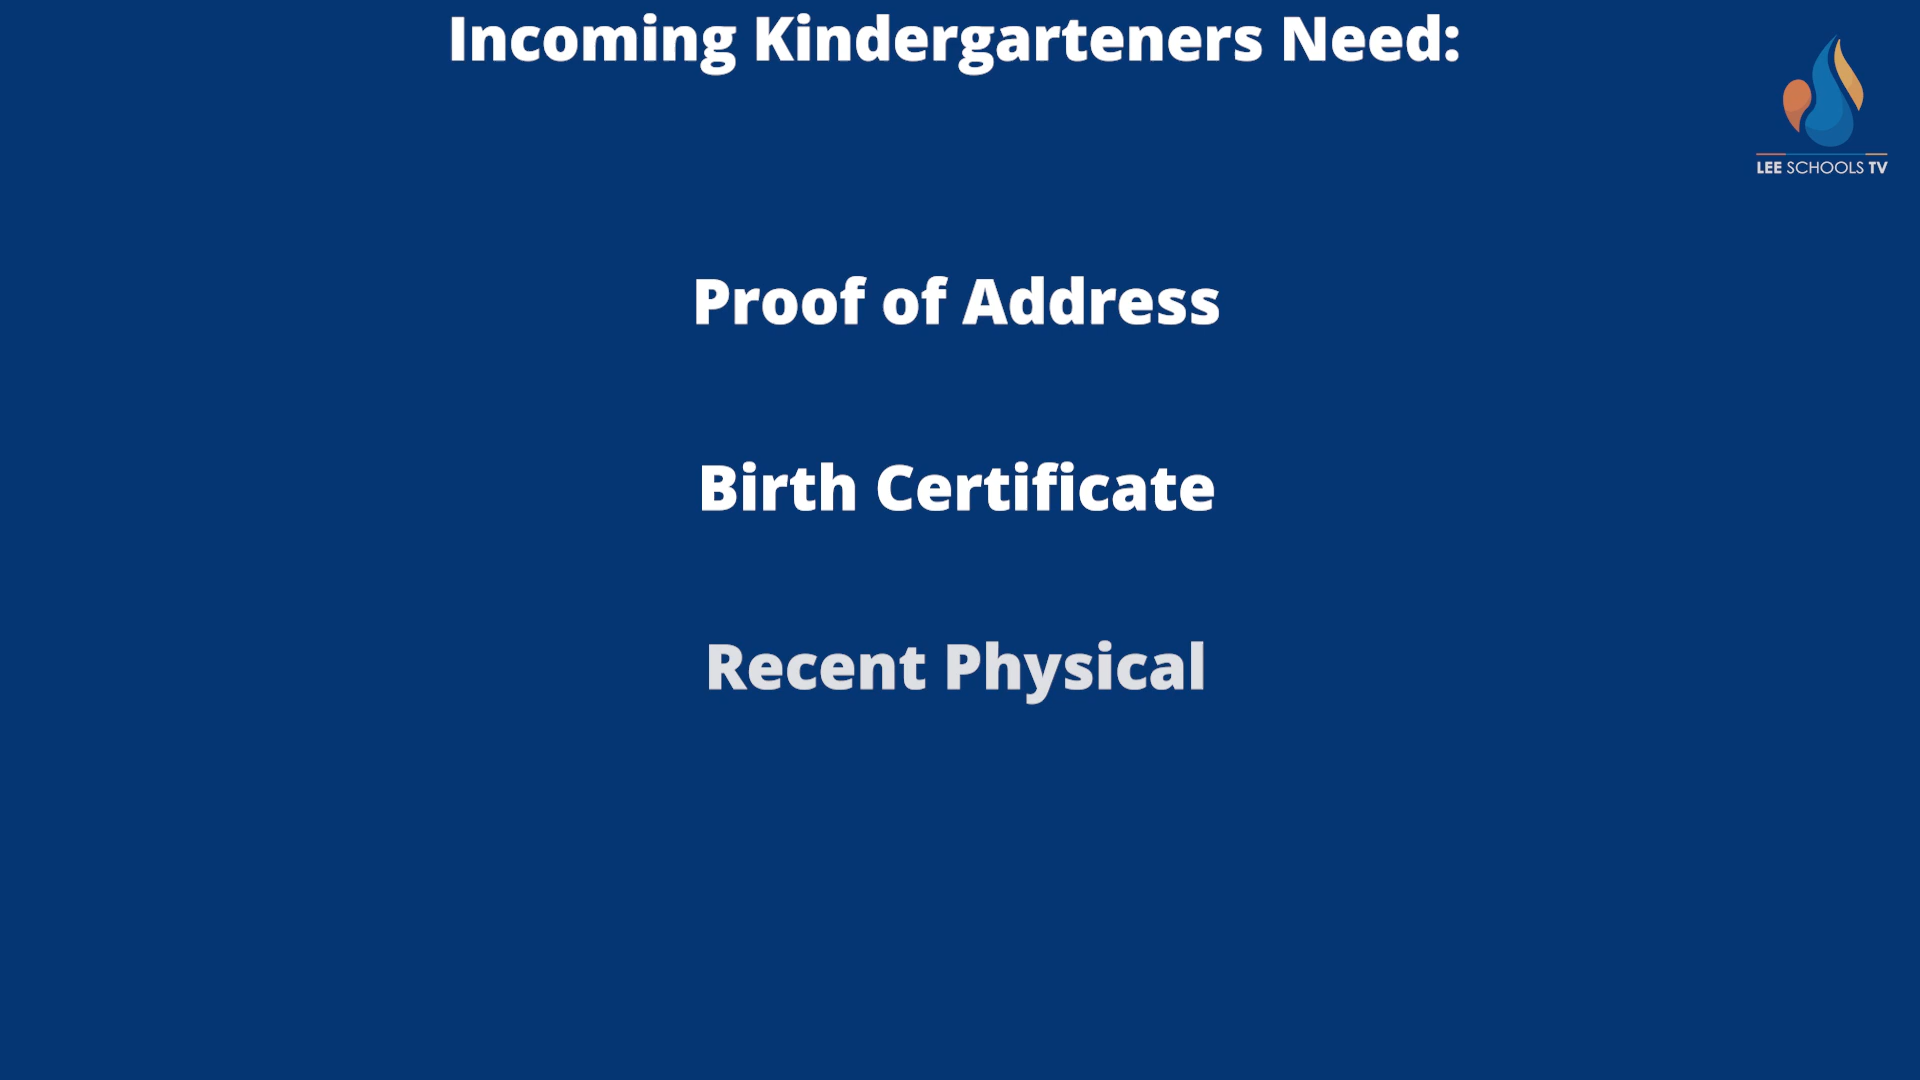 Incoming Kindergarteners Need:
LEE SCHOOLS TV
Proof of Address
Birth Certificate
Recent Physical